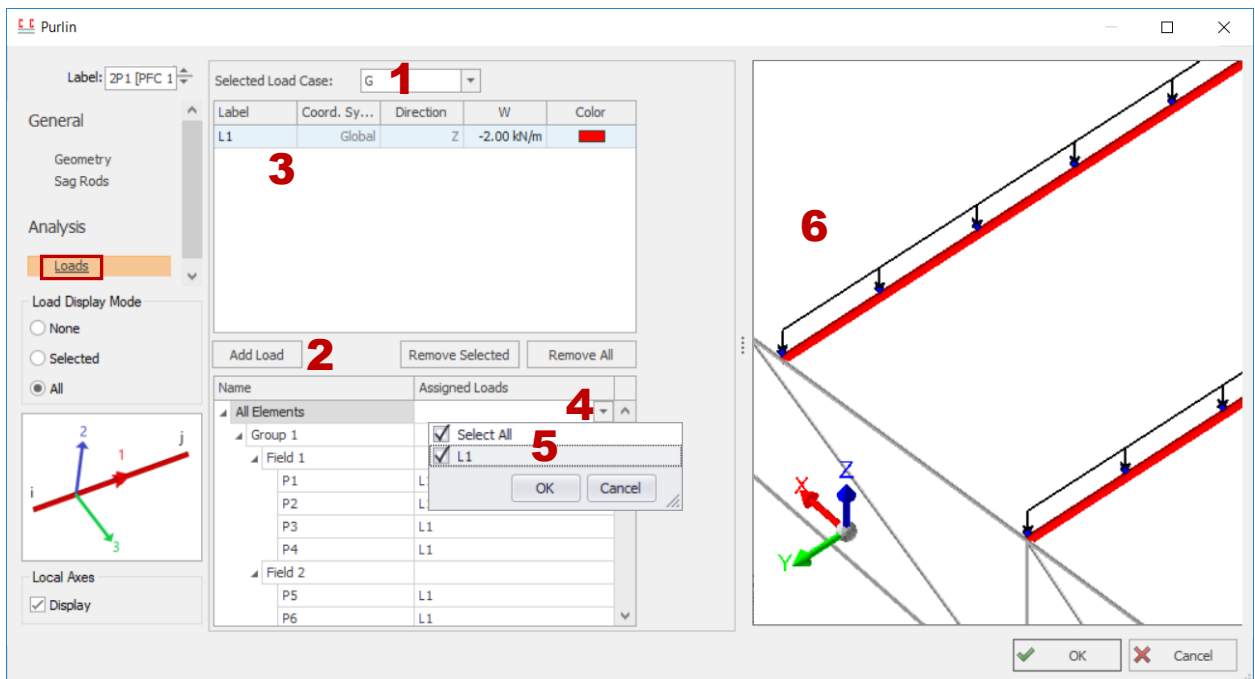 Purlin
Label: 2P1 [PFC 1
General
Geometry
Sag Rods
Analysis
Loads
Load Display Mode
None
Selected
All
2
1
j
i
3
Local Axes
Display
Selected Load Case: G 1
Label Coord. Sy... Direction W Color
L1 Global Z -2.00 kN/m
3
Add Load 2 Remove Selected Remove All
Name Assigned Loads
All Elements 4
Group 1
Field 1
P1
P2
P3 L1
P4 L1
Field 2
P5 L1
P6 L1
Select All
L1
5
OK Cancel
6
X Z
Y
OK Cancel